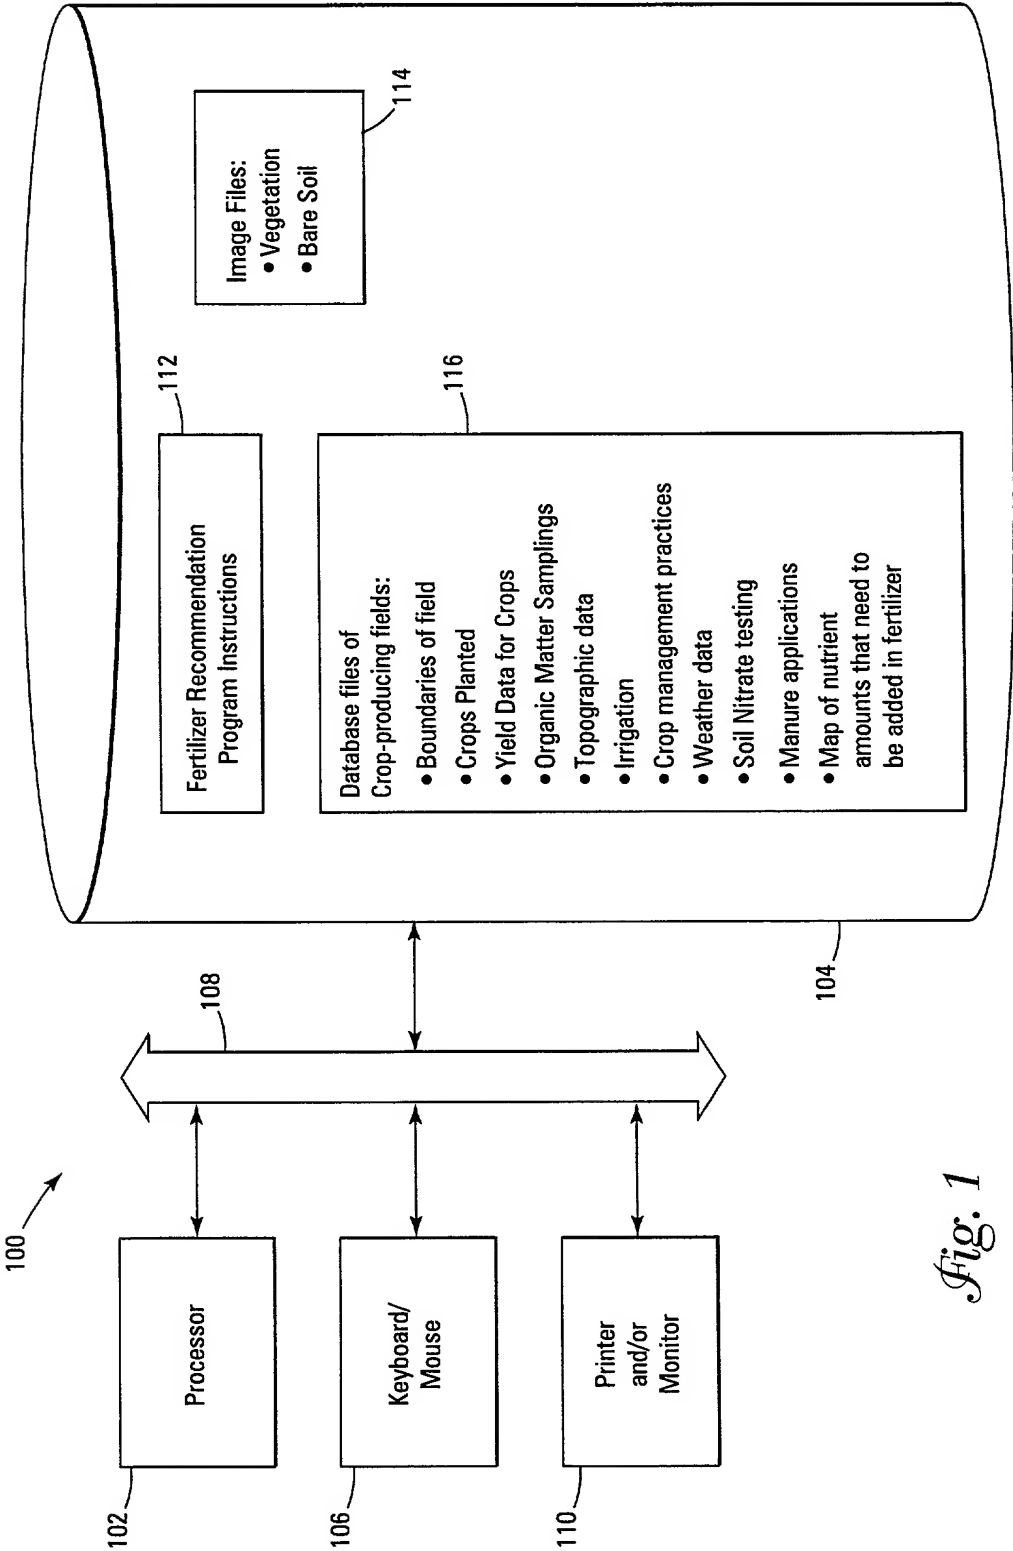 100
102
Processor
106
Keyboard/
Mouse
110
Printer
and/or
Monitor
108
104
112
Fertilizer Recommendation
Program Instructions
114
Image Files:
• Vegetation
• Bare Soil
116
Database files of
Crop-producing fields:
• Boundaries of field
• Crops Planted
• Yield Data for Crops
• Organic Matter Samplings
• Topographic data
• Irrigation
• Crop management practices
• Weather data
• Soil Nitrate testing
• Manure applications
• Map of nutrient
amounts that need to
be added in fertilizer
Fig. 1